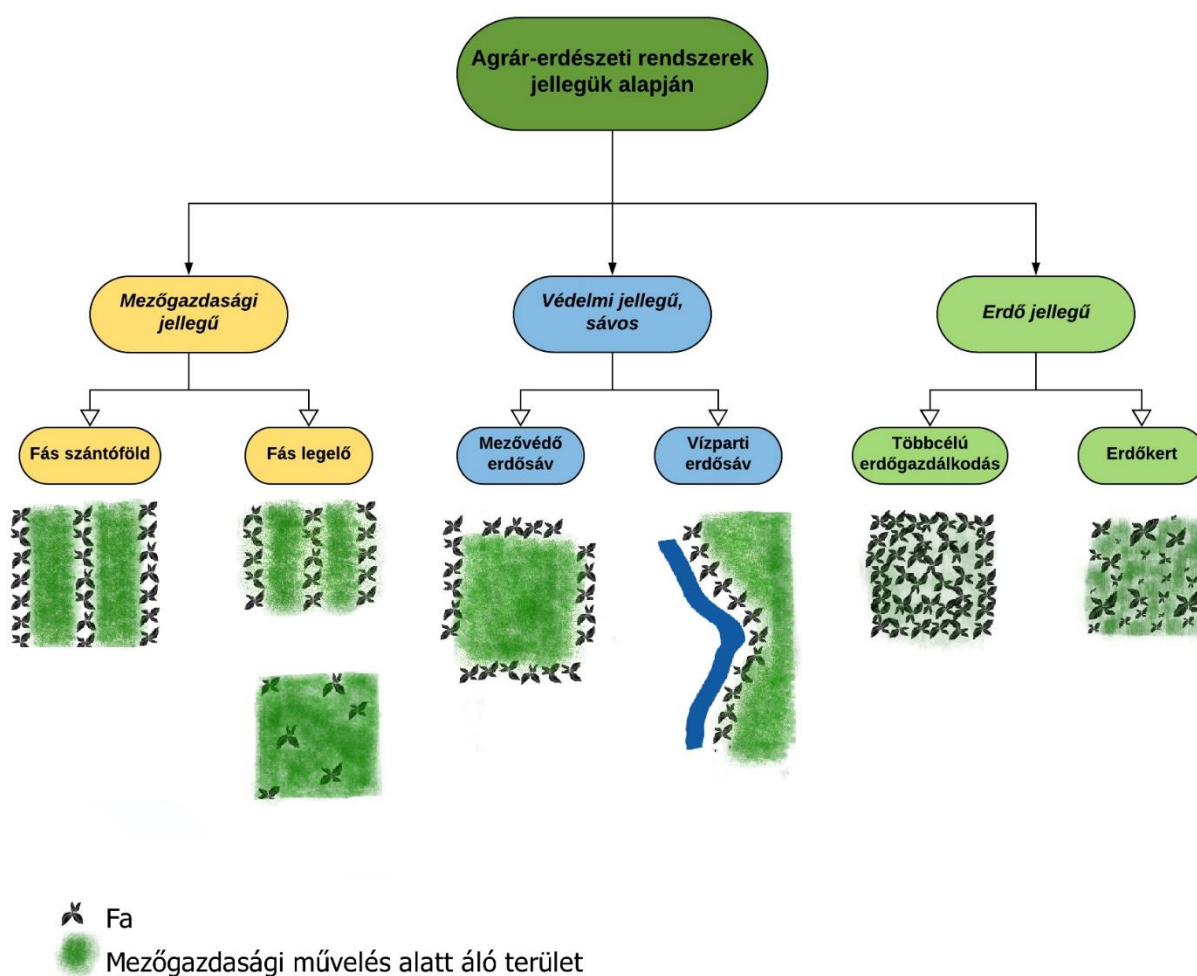 Agrár-erdészeti rendszerek
jellegük alapján
Mezőgazdasági
jellegű
Védelmi jellegű,
sávos
Erdő jellegű
Fás szántóföld
Fás legelő
Mezővédő
erdősáv
Vízparti
erdősáv
Többcélú
erdőgazdálkodás
Erdőkert
Fa
Mezőgazdasági művelés alatt áló terület